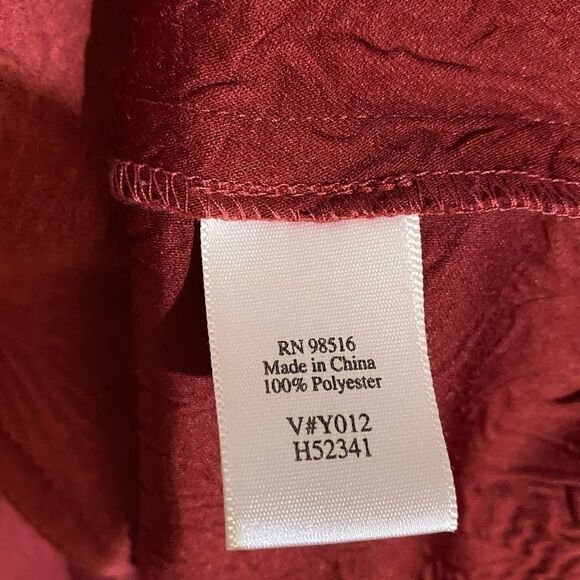 RN 98516
Made in China
100% Polyester
V#Y012
H52341